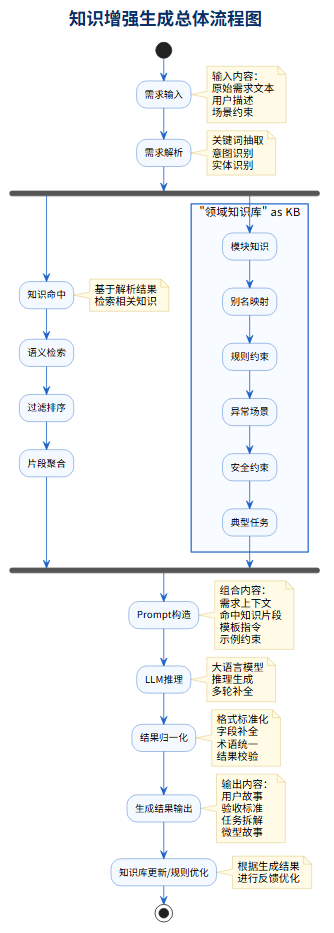 知识增强生成总体流程图
需求输入
输入内容：
原始需求文本
用户描述
场景约束
需求解析
关键词抽取
意图识别
实体识别
"领域知识库" as KB
模块知识
别名映射
规则约束
异常场景
安全约束
典型任务
知识命中
基于解析结果
检索相关知识
语义检索
过滤排序
片段聚合
Prompt构造
组合内容：
需求上下文
命中知识片段
模板指令
示例约束
LLM推理
大语言模型
推理生成
多轮补全
结果归一化
格式标准化
字段补全
术语统一
结果校验
生成结果输出
输出内容：
用户故事
验收标准
任务拆解
微型故事
知识库更新/规则优化
根据生成结果
进行反馈优化